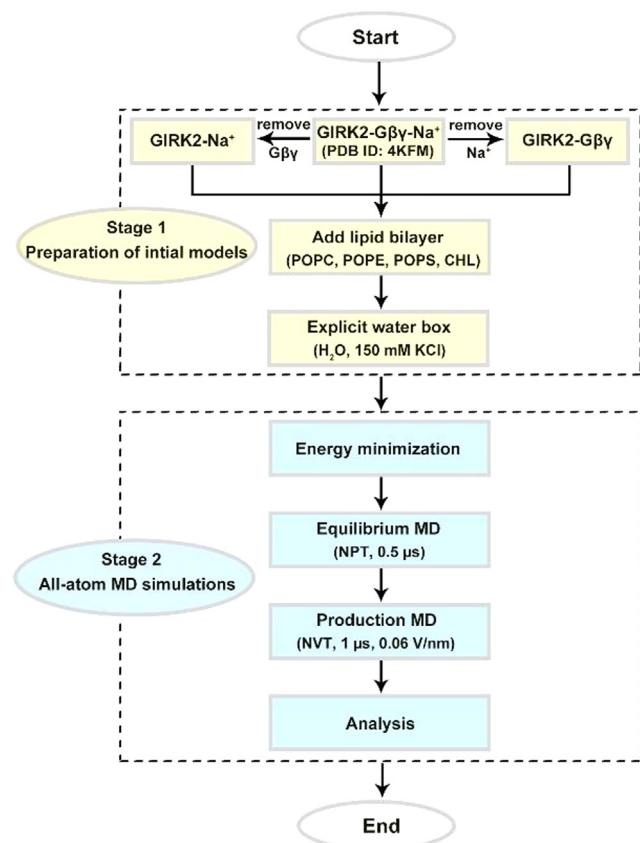 Start
GIRK2-Na⁺
remove
Gβγ
GIRK2-Gβγ-Na⁺
(PDB ID: 4KFM)
remove
Na⁺
GIRK2-Gβγ
Stage 1
Preparation of intial models
Add lipid bilayer
(POPC, POPE, POPS, CHL)
Explicit water box
(H₂O, 150 mM KCl)
Energy minimization
Equilibrium MD
(NPT, 0.5 μs)
Stage 2
All-atom MD simulations
Production MD
(NVT, 1 μs, 0.06 V/nm)
Analysis
End